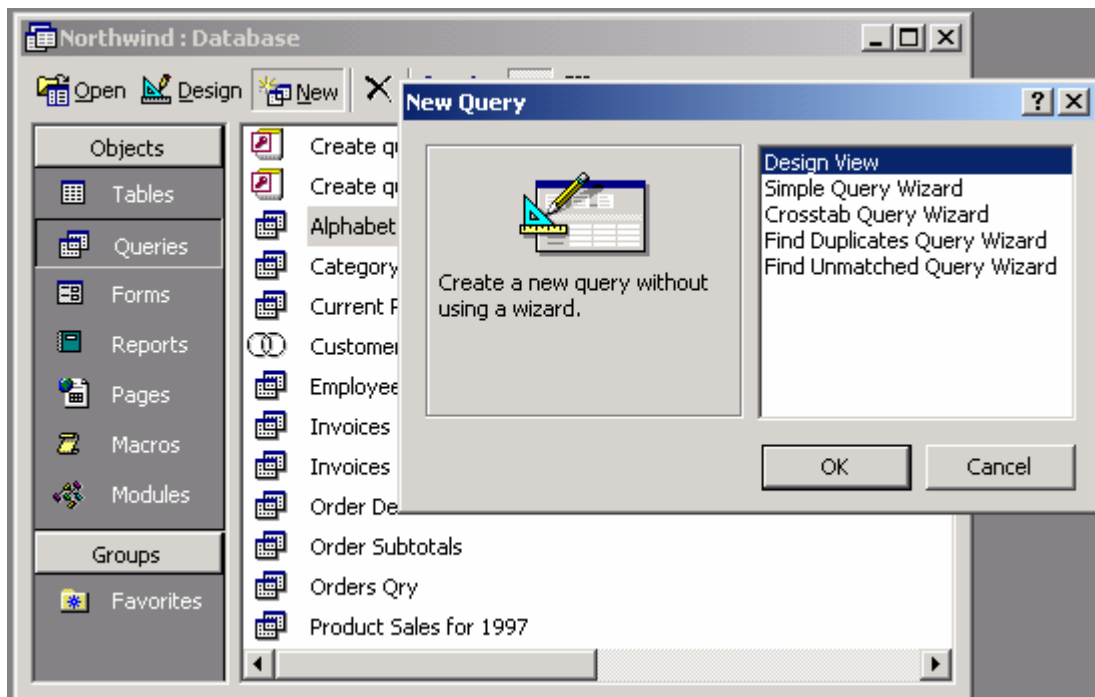 Northwind : Database
Open Design New
New Query
Objects
Tables
Queries
Forms
Reports
Pages
Macros
Modules
Groups
Favorites
Create
Create
Alphabet
Category
Current
Customer
Employee
Invoices
Invoices
Order
Order Subtotals
Orders Qry
Product Sales for 1997
Create a new query without
using a wizard.
Design View
Simple Query Wizard
Crosstab Query Wizard
Find Duplicates Query Wizard
Find Unmatched Query Wizard
OK Cancel